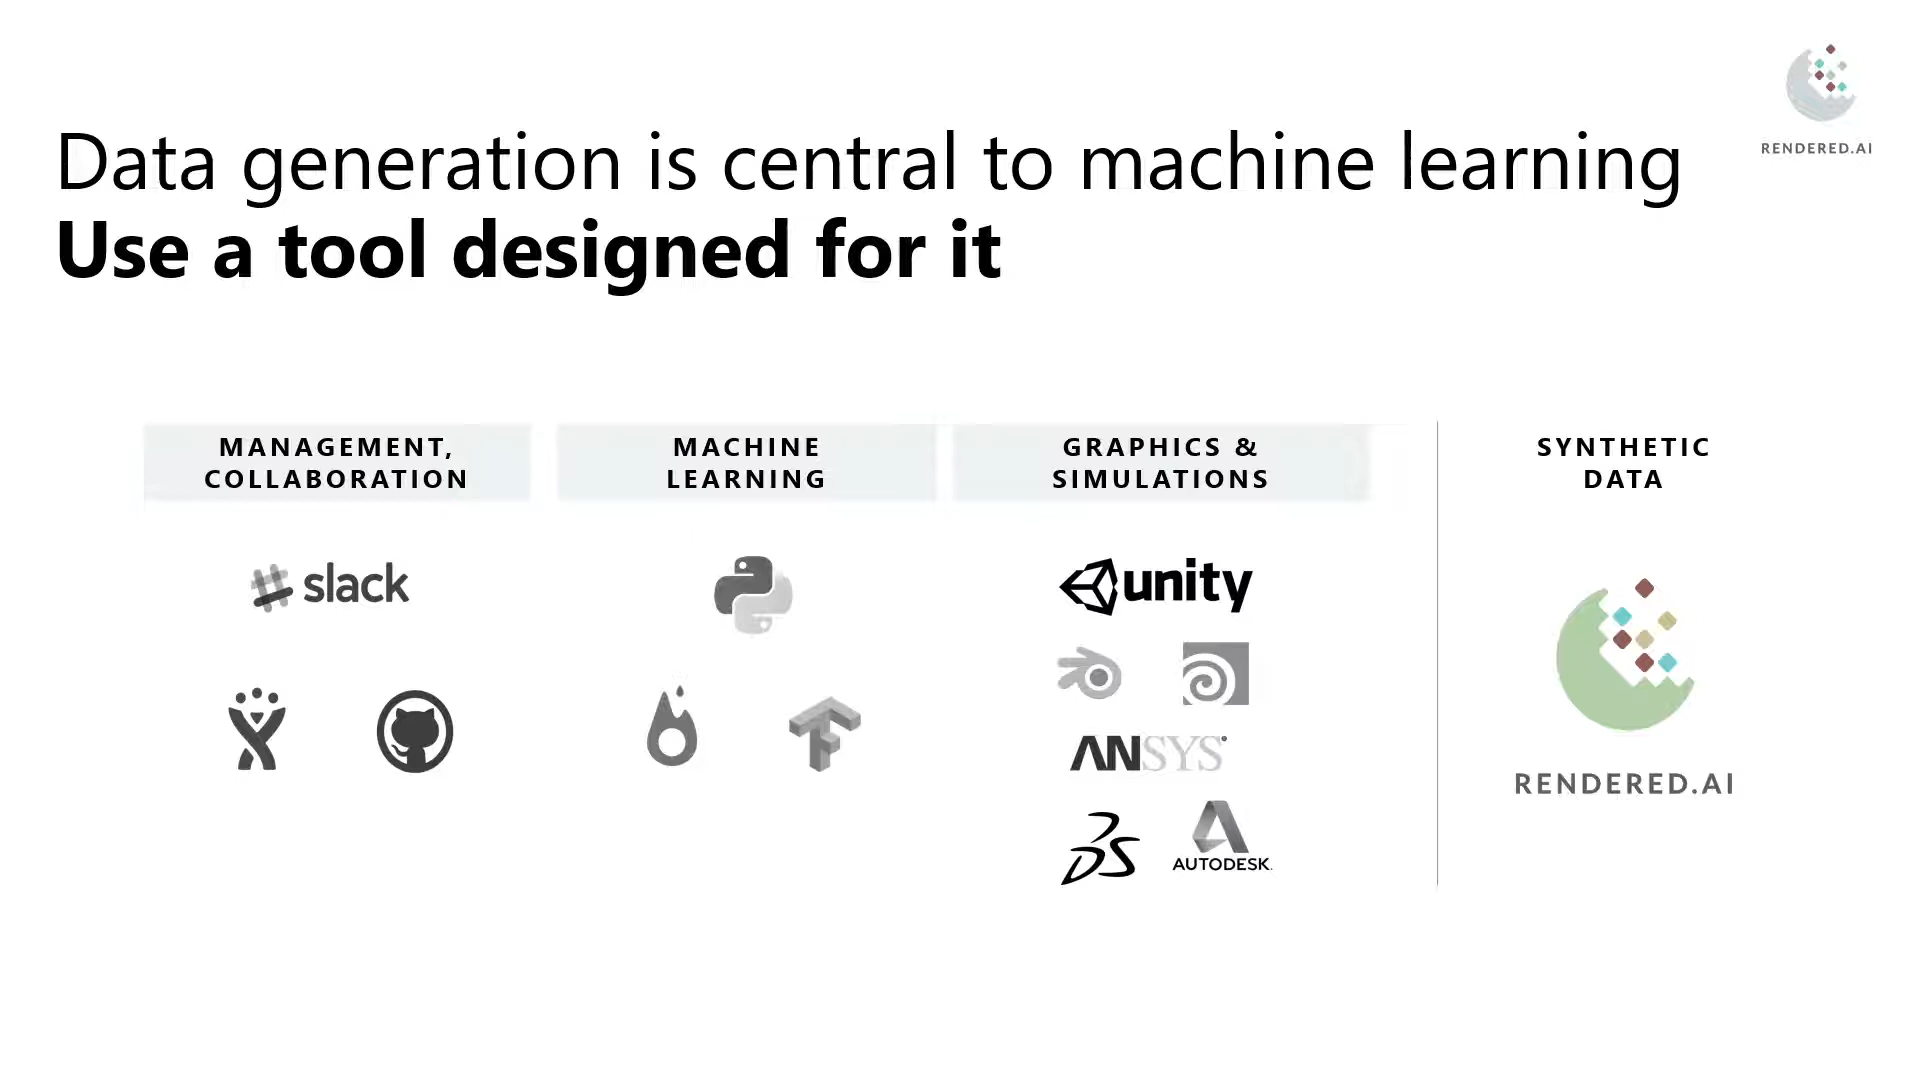 RENDERED.AI
Data generation is central to machine learning
Use a tool designed for it
MANAGEMENT,
COLLABORATION
slack
MACHINE
LEARNING
GRAPHICS &
SIMULATIONS
unity
ANSYS
DS
AUTODESK.
SYNTHETIC
DATA
RENDERED.AI